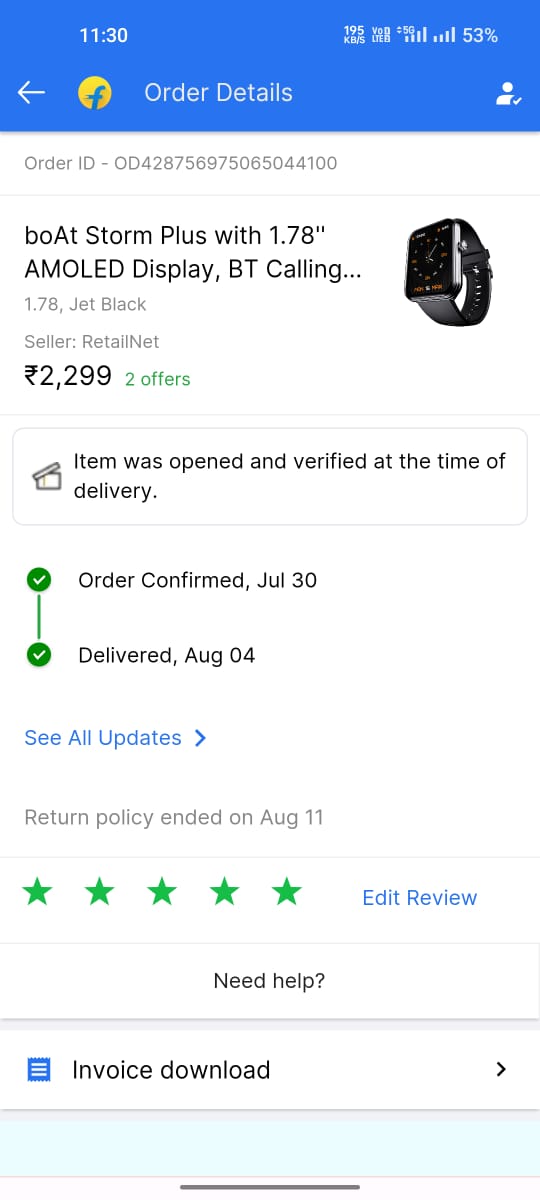 11:30
195 KB/S VoD LTED 5G 53%
Order Details
Order ID - OD428756975065044100
boAt Storm Plus with 1.78"
AMOLED Display, BT Calling...
1.78, Jet Black
Seller: RetailNet
₹2,299 2 offers
Item was opened and verified at the time of
delivery.
Order Confirmed, Jul 30
Delivered, Aug 04
See All Updates
Return policy ended on Aug 11
Edit Review
Need help?
Invoice download